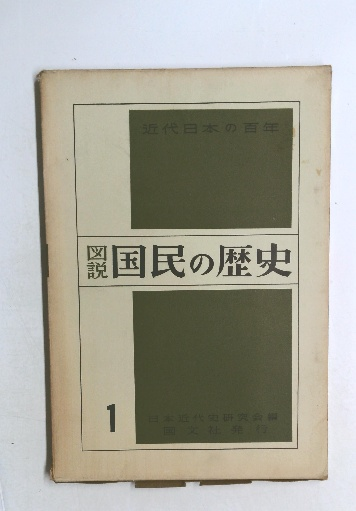 近代日本の百年
図説 国民の歴史
1
日本近代史研究会編
国文社発行